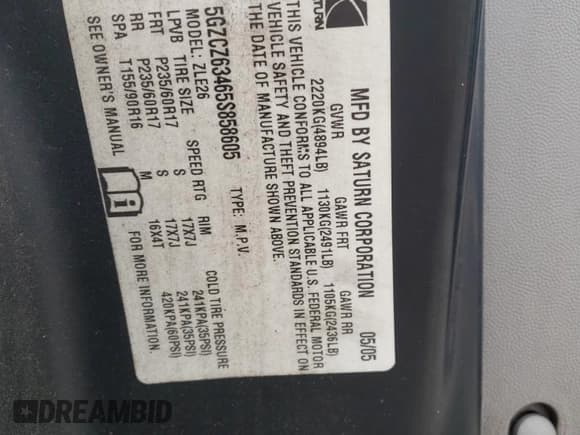 SATURN
MFD BY SATURN CORPORATION 05/05
GVWR GAWR FRT GAWR RR
2220KG(4894LB) 1130KG(2491LB) 1105KG(2436LB)
THIS VEHICLE CONFORMS TO ALL APPLICABLE U.S. FEDERAL MOTOR
VEHICLE SAFETY AND THEFT PREVENTION STANDARDS IN EFFECT ON
THE DATE OF MANUFACTURE SHOWN ABOVE.
5GZCZ63465S858605 TYPE: M.P.V.
MODEL: ZLE26
LPVB TIRE SIZE SPEED RTG RIM COLD TIRE PRESSURE
FRT P235/60R17 S 17X7J 241KPA(35PSI)
RR P235/60R17 S 17X7J 241KPA(35PSI)
SPA T155/90R16 M 16X4T 420KPA(60PSI)
SEE OWNER'S MANUAL i FOR MORE INFORMATION.
DREAMBID